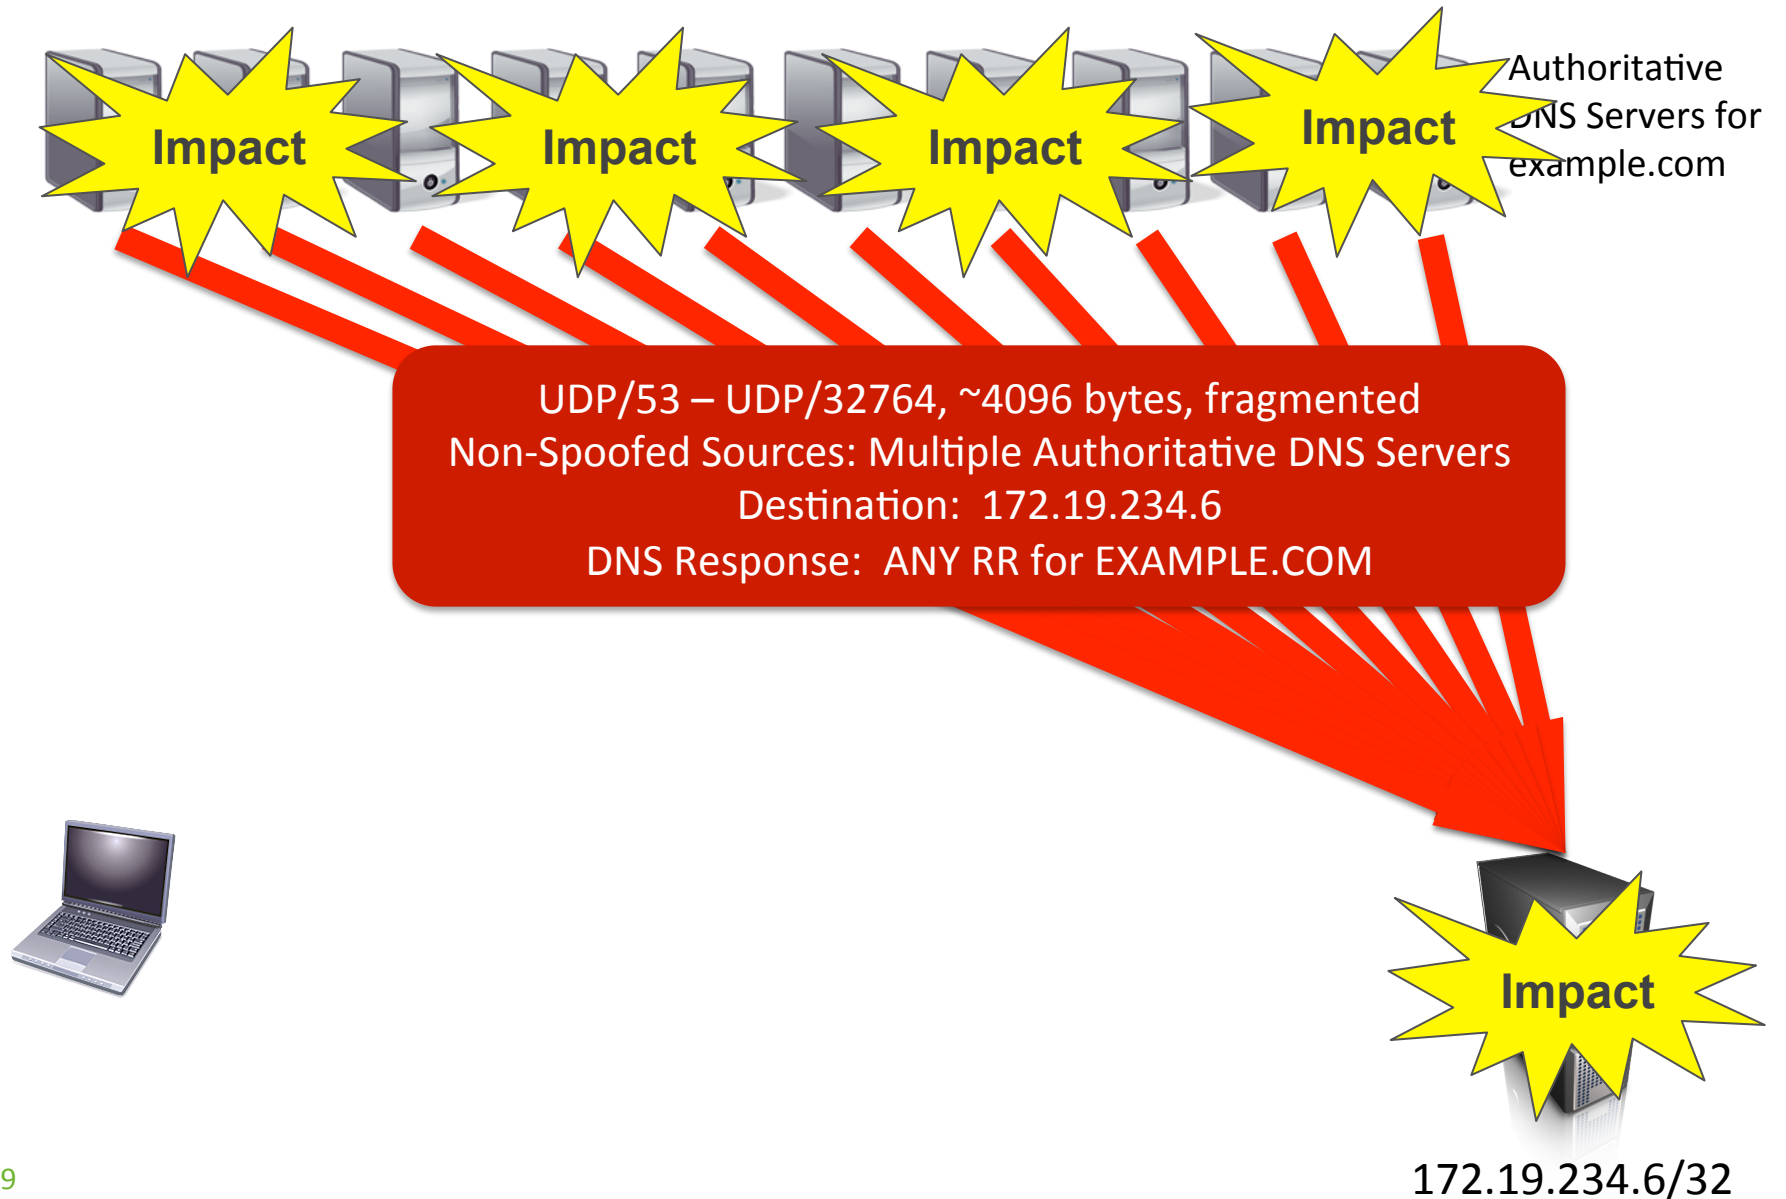 Authoritative
DNS Servers for
example.com
Impact
Impact
Impact
Impact
UDP/53 – UDP/32764, ~4096 bytes, fragmented
Non-Spoofed Sources: Multiple Authoritative DNS Servers
Destination: 172.19.234.6
DNS Response: ANY RR for EXAMPLE.COM
Impact
172.19.234.6/32
9